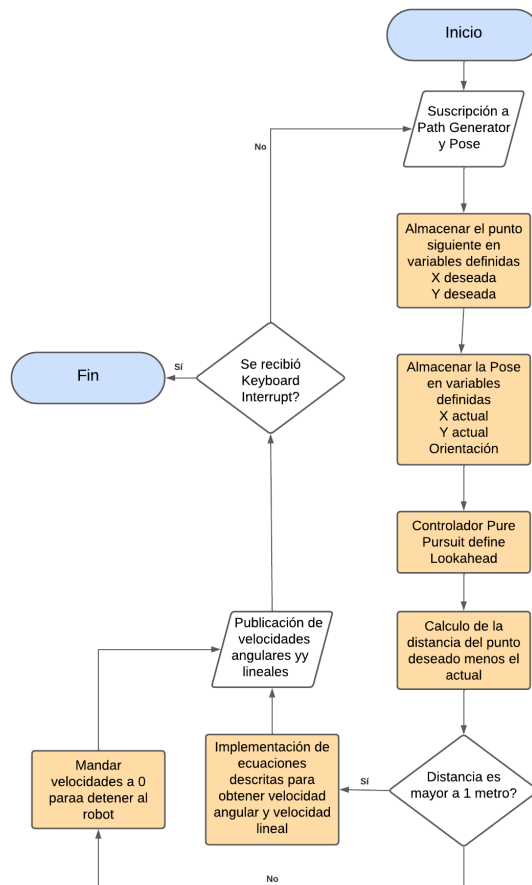 Inicio
Suscripción a
Path Generator
y Pose
No
Almacenar el punto
siguiente en
variables definidas
X deseada
Y deseada
Se recibió
Keyboard
Interrupt?
Sí
Fin
Almacenar la Pose
en variables
definidas
X actual
Y actual
Orientación
Controlador Pure
Pursuit define
Lookahead
Calculo de la
distancia del punto
deseado menos el
actual
Publicación de
velocidades
angulares yy
lineales
Distancia es
mayor a 1 metro?
Sí
Implementación de
ecuaciones
descritas para
obtener velocidad
angular y velocidad
lineal
Mandar
velocidades a 0
paraa detener al
robot
No